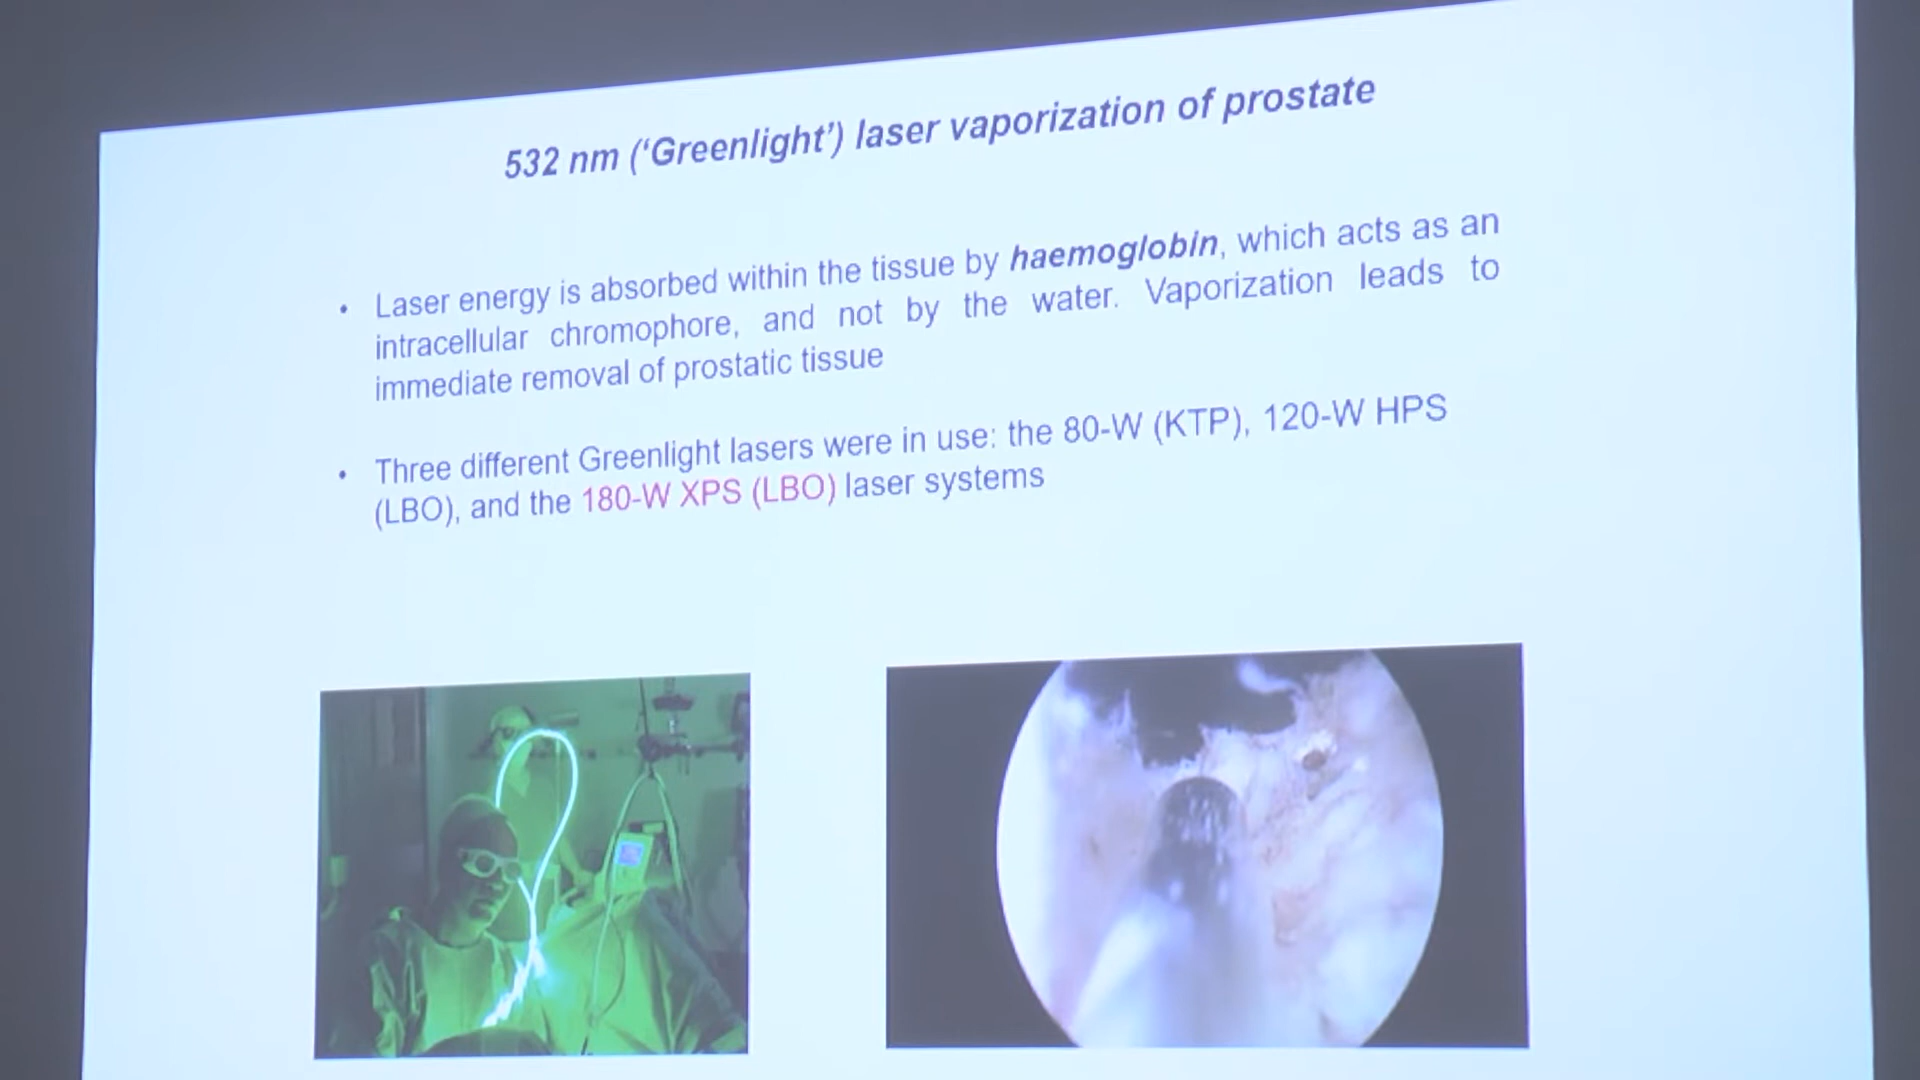 532 nm (‘Greenlight’) laser vaporization of prostate
• Laser energy is absorbed within the tissue by haemoglobin, which acts as an
intracellular chromophore, and not by the water. Vaporization leads to
immediate removal of prostatic tissue
• Three different Greenlight lasers were in use: the 80-W (KTP), 120-W HPS
(LBO), and the 180-W XPS (LBO) laser systems